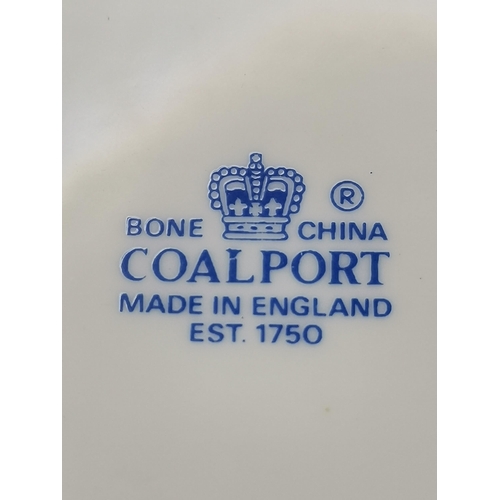 ®
BONE CHINA
COALPORT
MADE IN ENGLAND
EST. 1750